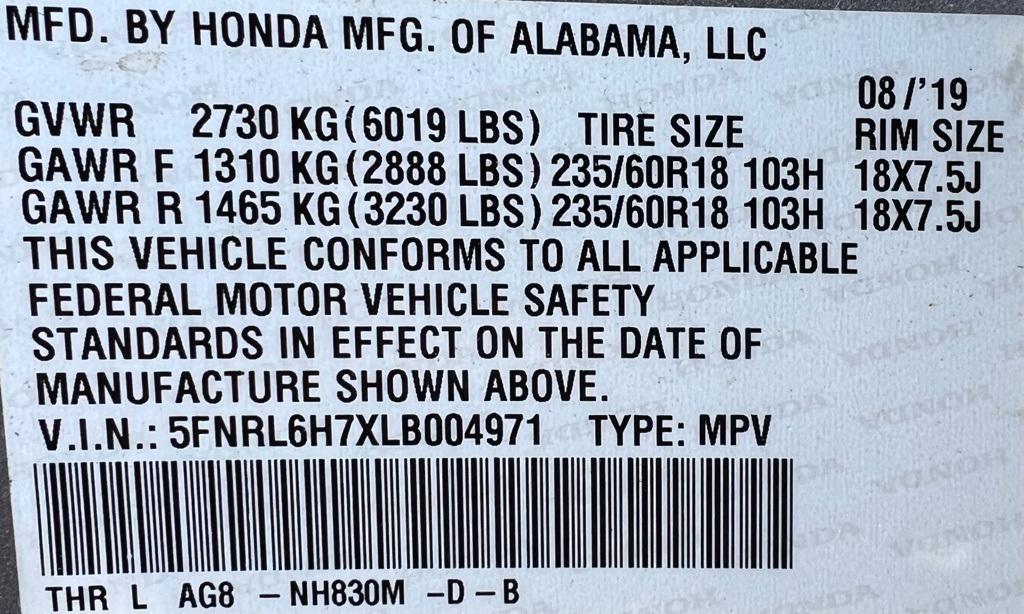 MFD. BY HONDA MFG. OF ALABAMA, LLC
08/'19
GVWR 2730 KG(6019 LBS) TIRE SIZE RIM SIZE
GAWR F 1310 KG(2888 LBS) 235/60R18 103H 18X7.5J
GAWR R 1465 KG(3230 LBS) 235/60R18 103H 18X7.5J
THIS VEHICLE CONFORMS TO ALL APPLICABLE
FEDERAL MOTOR VEHICLE SAFETY
STANDARDS IN EFFECT ON THE DATE OF
MANUFACTURE SHOWN ABOVE.
V.I.N.: 5FNRL6H7XLB004971 TYPE: MPV
THR L AG8 – NH830M –D – B